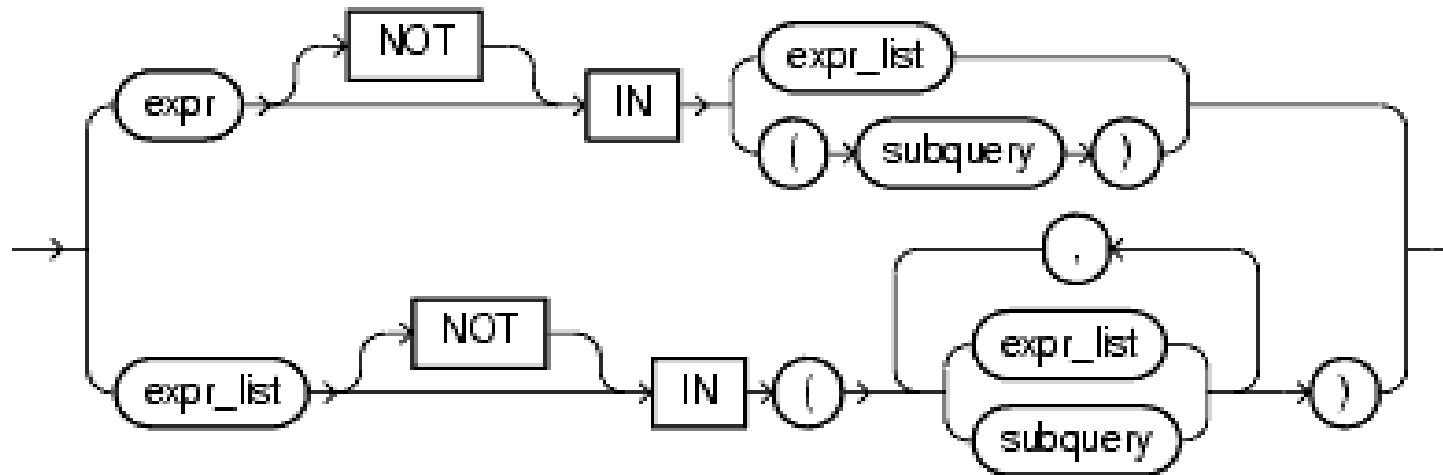 NOT
expr_list
expr IN
( subquery )
,
NOT
expr_list
expr_list IN ( )
subquery